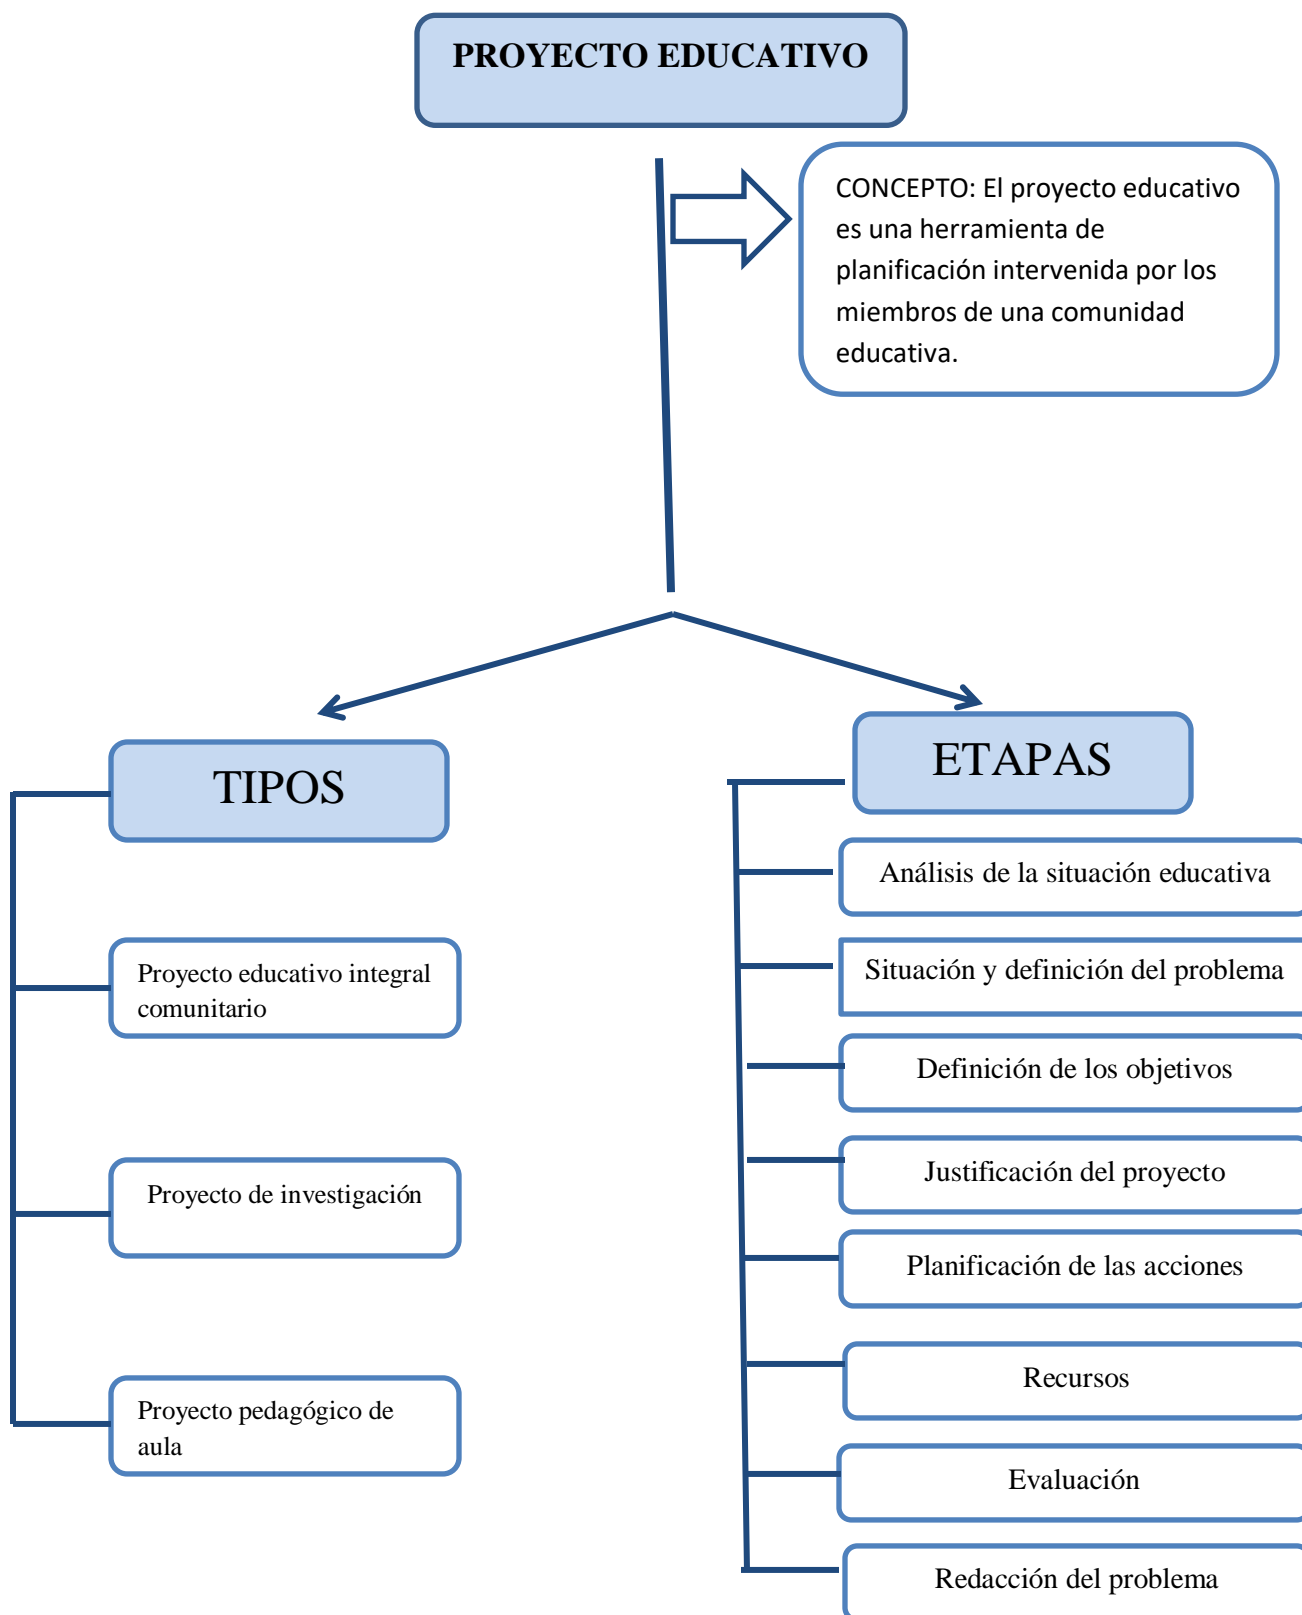 PROYECTO EDUCATIVO
CONCEPTO: El proyecto educativo
es una herramienta de
planificación intervenida por los
miembros de una comunidad
educativa.
TIPOS
Proyecto educativo integral
comunitario
Proyecto de investigación
Proyecto pedagógico de
aula
ETAPAS
Análisis de la situación educativa
Situación y definición del problema
Definición de los objetivos
Justificación del proyecto
Planificación de las acciones
Recursos
Evaluación
Redacción del problema